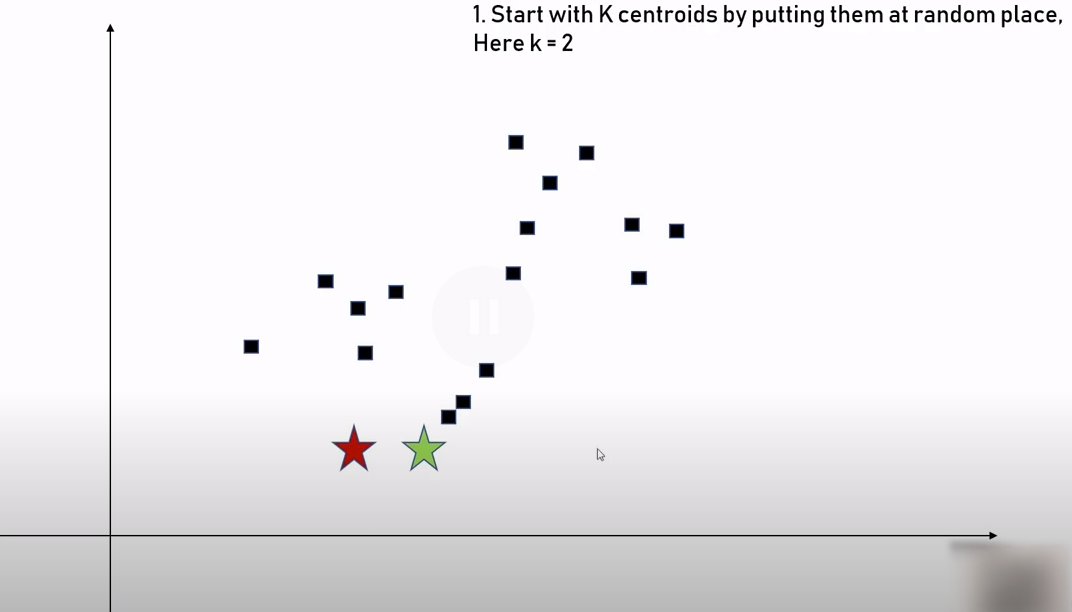 1. Start with K centroids by putting them at random place,
Here k = 2